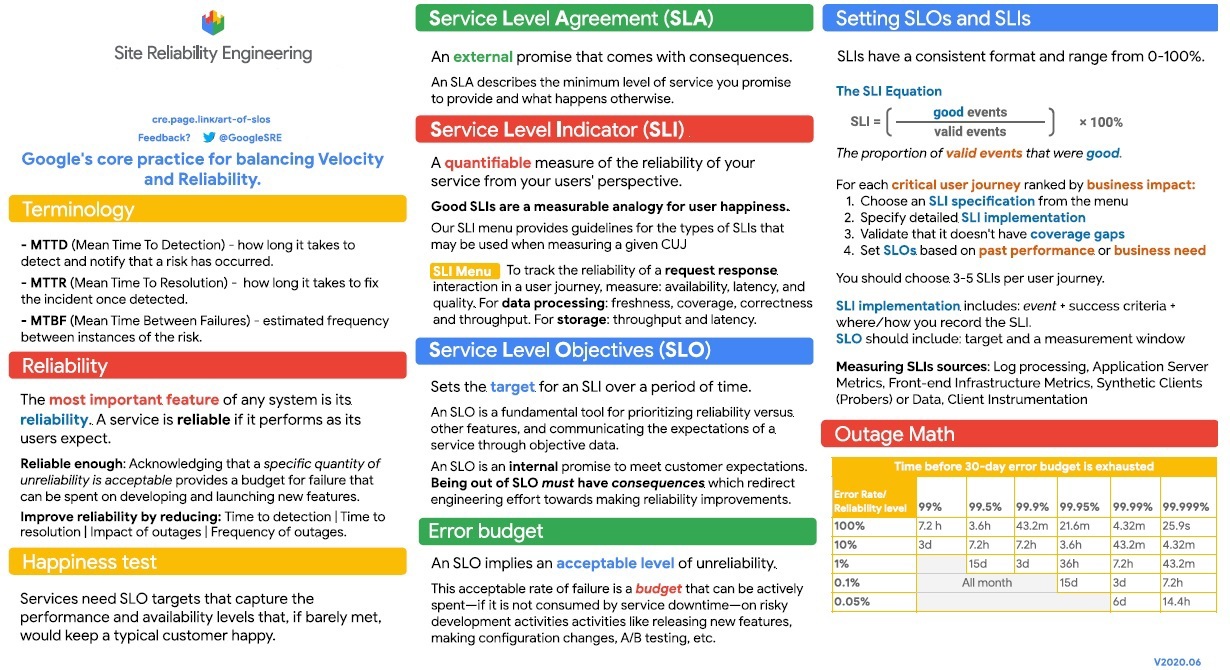 Site Reliability Engineering
cre.page.link/art-of-slos
Feedback? @GoogleSRE
Google's core practice for balancing Velocity
and Reliability.
Terminology
- MTTD (Mean Time To Detection) - how long it takes to
detect and notify that a risk has occurred.
- MTTR (Mean Time To Resolution) - how long it takes to fix
the incident once detected.
- MTBF (Mean Time Between Failures) - estimated frequency
between instances of the risk.
Reliability
The most important feature of any system is its
reliability. A service is reliable if it performs as its
users expect.
Reliable enough: Acknowledging that a specific quantity of
unreliability is acceptable provides a budget for failure that
can be spent on developing and launching new features.
Improve reliability by reducing: Time to detection | Time to
resolution | Impact of outages | Frequency of outages.
Happiness test
Services need SLO targets that capture the
performance and availability levels that, if barely met,
would keep a typical customer happy.
Service Level Agreement (SLA)
An external promise that comes with consequences.
An SLA describes the minimum level of service you promise
to provide and what happens otherwise.
Service Level Indicator (SLI)
A quantifiable measure of the reliability of your
service from your users' perspective.
Good SLIs are a measurable analogy for user happiness.
Our SLI menu provides guidelines for the types of SLIs that
may be used when measuring a given CUJ
SLI Menu To track the reliability of a request response
interaction in a user journey, measure: availability, latency, and
quality. For data processing: freshness, coverage, correctness
and throughput. For storage: throughput and latency.
Service Level Objectives (SLO)
Sets the target for an SLI over a period of time.
An SLO is a fundamental tool for prioritizing reliability versus
other features, and communicating the expectations of a
service through objective data.
An SLO is an internal promise to meet customer expectations.
Being out of SLO must have consequences which redirect
engineering effort towards making reliability improvements.
Error budget
An SLO implies an acceptable level of unreliability.
This acceptable rate of failure is a budget that can be actively
spent—if it is not consumed by service downtime—on risky
development activities activities like releasing new features,
making configuration changes, A/B testing, etc.
Setting SLOs and SLIs
SLIs have a consistent format and range from 0-100%.
The SLI Equation
good events
SLI = × 100%
valid events
The proportion of valid events that were good.
For each critical user journey ranked by business impact:
1. Choose an SLI specification from the menu
2. Specify detailed SLI implementation
3. Validate that it doesn't have coverage gaps
4. Set SLOs based on past performance or business need
You should choose 3-5 SLIs per user journey.
SLI implementation includes: event + success criteria +
where/how you record the SLI.
SLO should include: target and a measurement window
Measuring SLIs sources: Log processing, Application Server
Metrics, Front-end Infrastructure Metrics, Synthetic Clients
(Probers) or Data, Client Instrumentation
Outage Math
Time before 30-day error budget is exhausted
Error Rate/
Reliability level 99% 99.5% 99.9% 99.95% 99.99% 99.999%
100% 7.2 h 3.6h 43.2m 21.6m 4.32m 25.9s
10% 3d 7.2h 7.2h 3.6h 43.2m 4.32m
1% 15d 3d 36h 7.2h 43.2m
0.1% All month 15d 3d 7.2h
0.05% 6d 14.4h
V2020.06